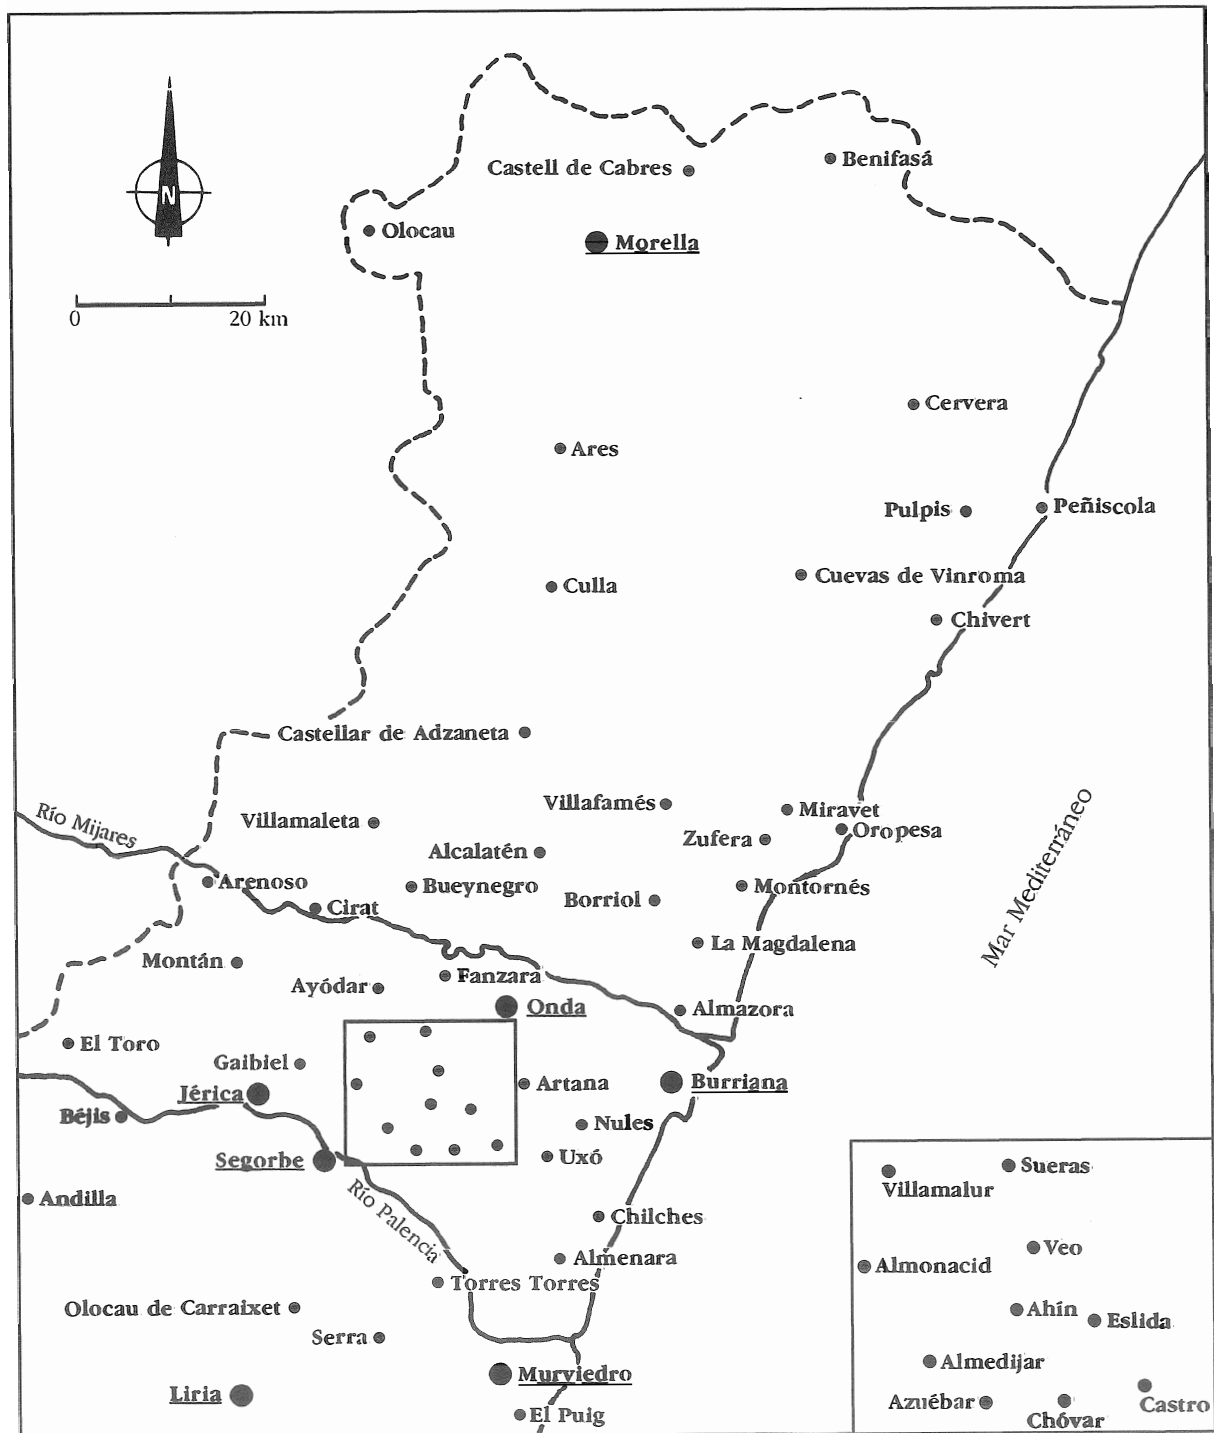 Castell de Cabres
Benifasá
N
Olocau
Morella
0 20 km
Cervera
Ares
Pulpis
Peñiscola
Cuevas de Vinroma
Culla
Chivert
Castellar de Adzaneta
Río Mijares
Villamaleta
Villafamés
Miravet
Zufera
Oropesa
Mar Mediterráneo
Alcalatén
Arenoso
Bueynegro
Montornés
Borriol
Cirat
La Magdalena
Montán
Fanzara
Ayódar
Onda
Almazora
El Toro
Gaibiel
Jérica
Artana
Burriana
Béjis
Nules
Segorbe
Uxó
Andilla
Río Palencia
Chilches
Almenara
Torres Torres
Olocau de Carraixet
Serra
Murviedro
Liria
El Puig
Sueras
Villamalur
Veo
Almonacid
Ahín
Eslida
Almedijar
Azuébar
Chóvar
Castro